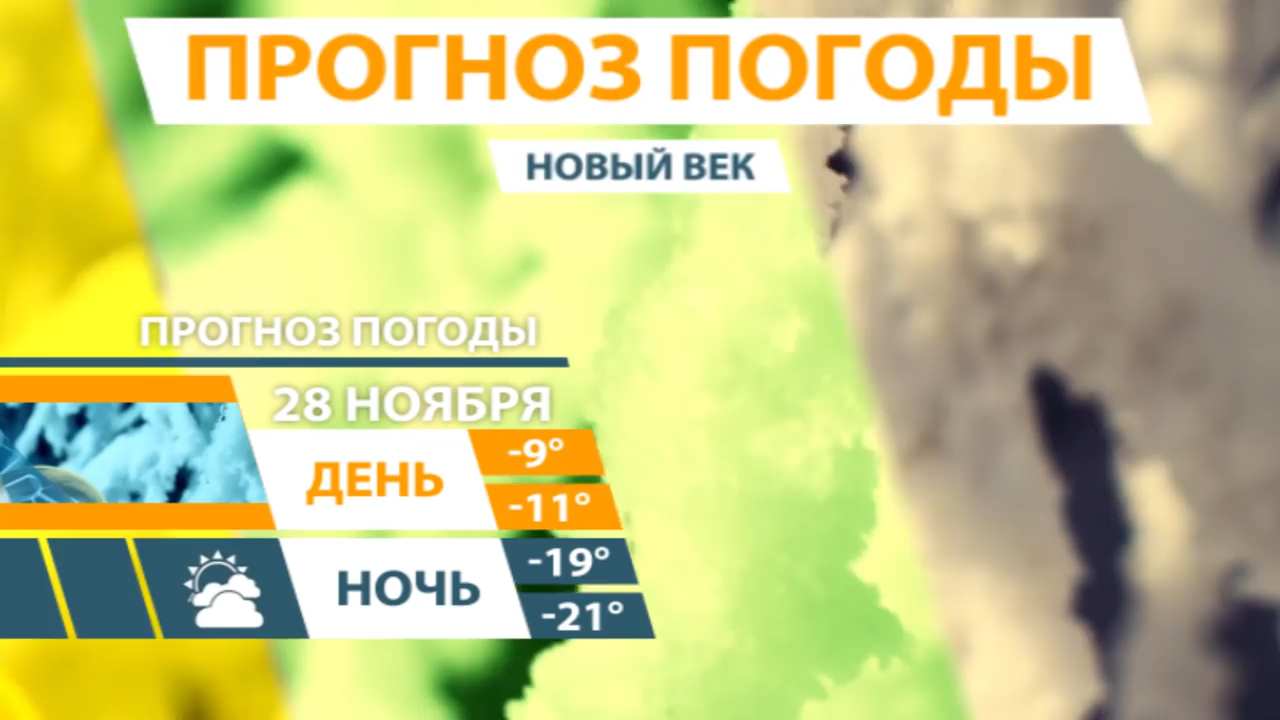 ПРОГНОЗ ПОГОДЫ
НОВЫЙ ВЕК
ПРОГНОЗ ПОГОДЫ
28 НОЯБРЯ
ДЕНЬ
-9°
-11°
НОЧЬ
-19°
-21°